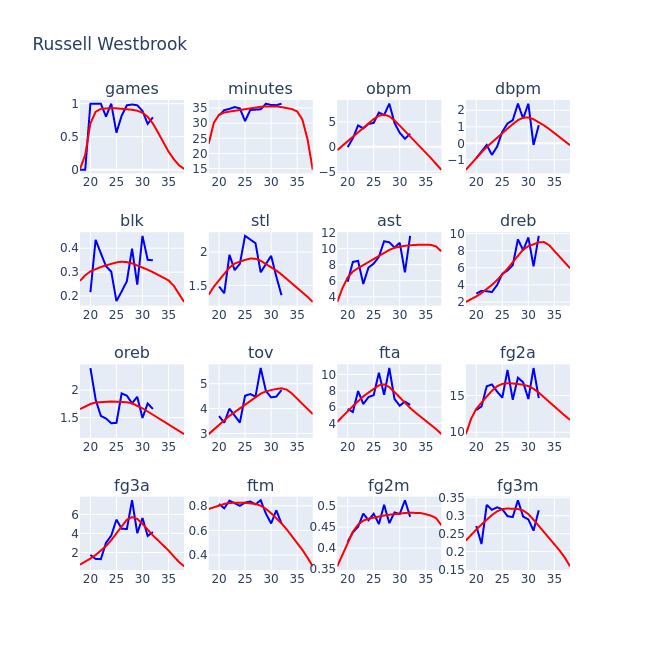 Russell Westbrook
games minutes obpm dbpm
1
0.5
0
20 25 30 35
35
30
25
20
15
20 25 30 35
5
0
−5
20 25 30 35
2
1
0
−1
20 25 30 35
blk stl ast dreb
0.4
0.3
0.2
20 25 30 35
2
1.5
20 25 30 35
12
10
8
6
4
20 25 30 35
10
8
6
4
2
20 25 30 35
oreb tov fta fg2a
2
1.5
20 25 30 35
5
4
3
20 25 30 35
10
8
6
4
20 25 30 35
15
10
20 25 30 35
fg3a ftm fg2m fg3m
6
4
2
20 25 30 35
0.8
0.6
0.4
20 25 30 35
0.5
0.45
0.4
0.35
20 25 30 35
0.35
0.3
0.25
0.2
0.15
20 25 30 35